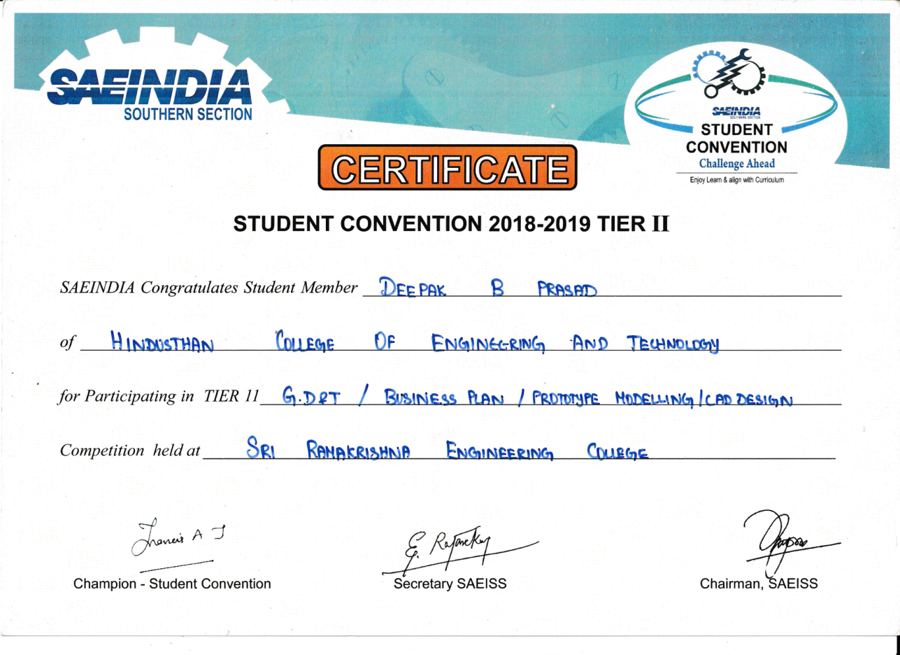 SAEINDIA
SOUTHERN SECTION
SAEINDIA
SOUTHERN SECTION
STUDENT
CONVENTION
Challenge Ahead
Enjoy Learn & align with Curriculum
CERTIFICATE
STUDENT CONVENTION 2018-2019 TIER II
SAEINDIA Congratulates Student Member DEEPAK B PRASAD
of HINDUSTHAN COLLEGE OF ENGINEERING AND TECHNOLOGY
for Participating in TIER 11 G.D&T / BUSINESS PLAN / PROTOTYPE MODELLING / CAD DESIGN
Competition held at SRI RAMAKRISHNA ENGINEERING COLLEGE
Francis A J
Champion - Student Convention
Secretary SAEISS
Chairman, SAEISS